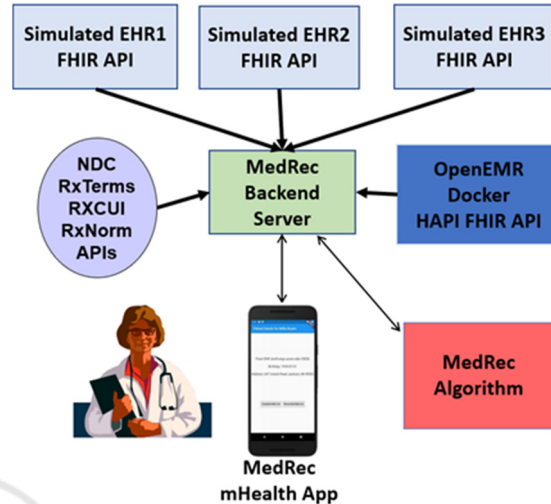 Simulated EHR1
FHIR API
Simulated EHR2
FHIR API
Simulated EHR3
FHIR API
NDC
RxTerms
RXCUI
RxNorm
APIs
MedRec
Backend
Server
OpenEMR
Docker
HAPI FHIR API
MedRec
Algorithm
MedRec
mHealth App